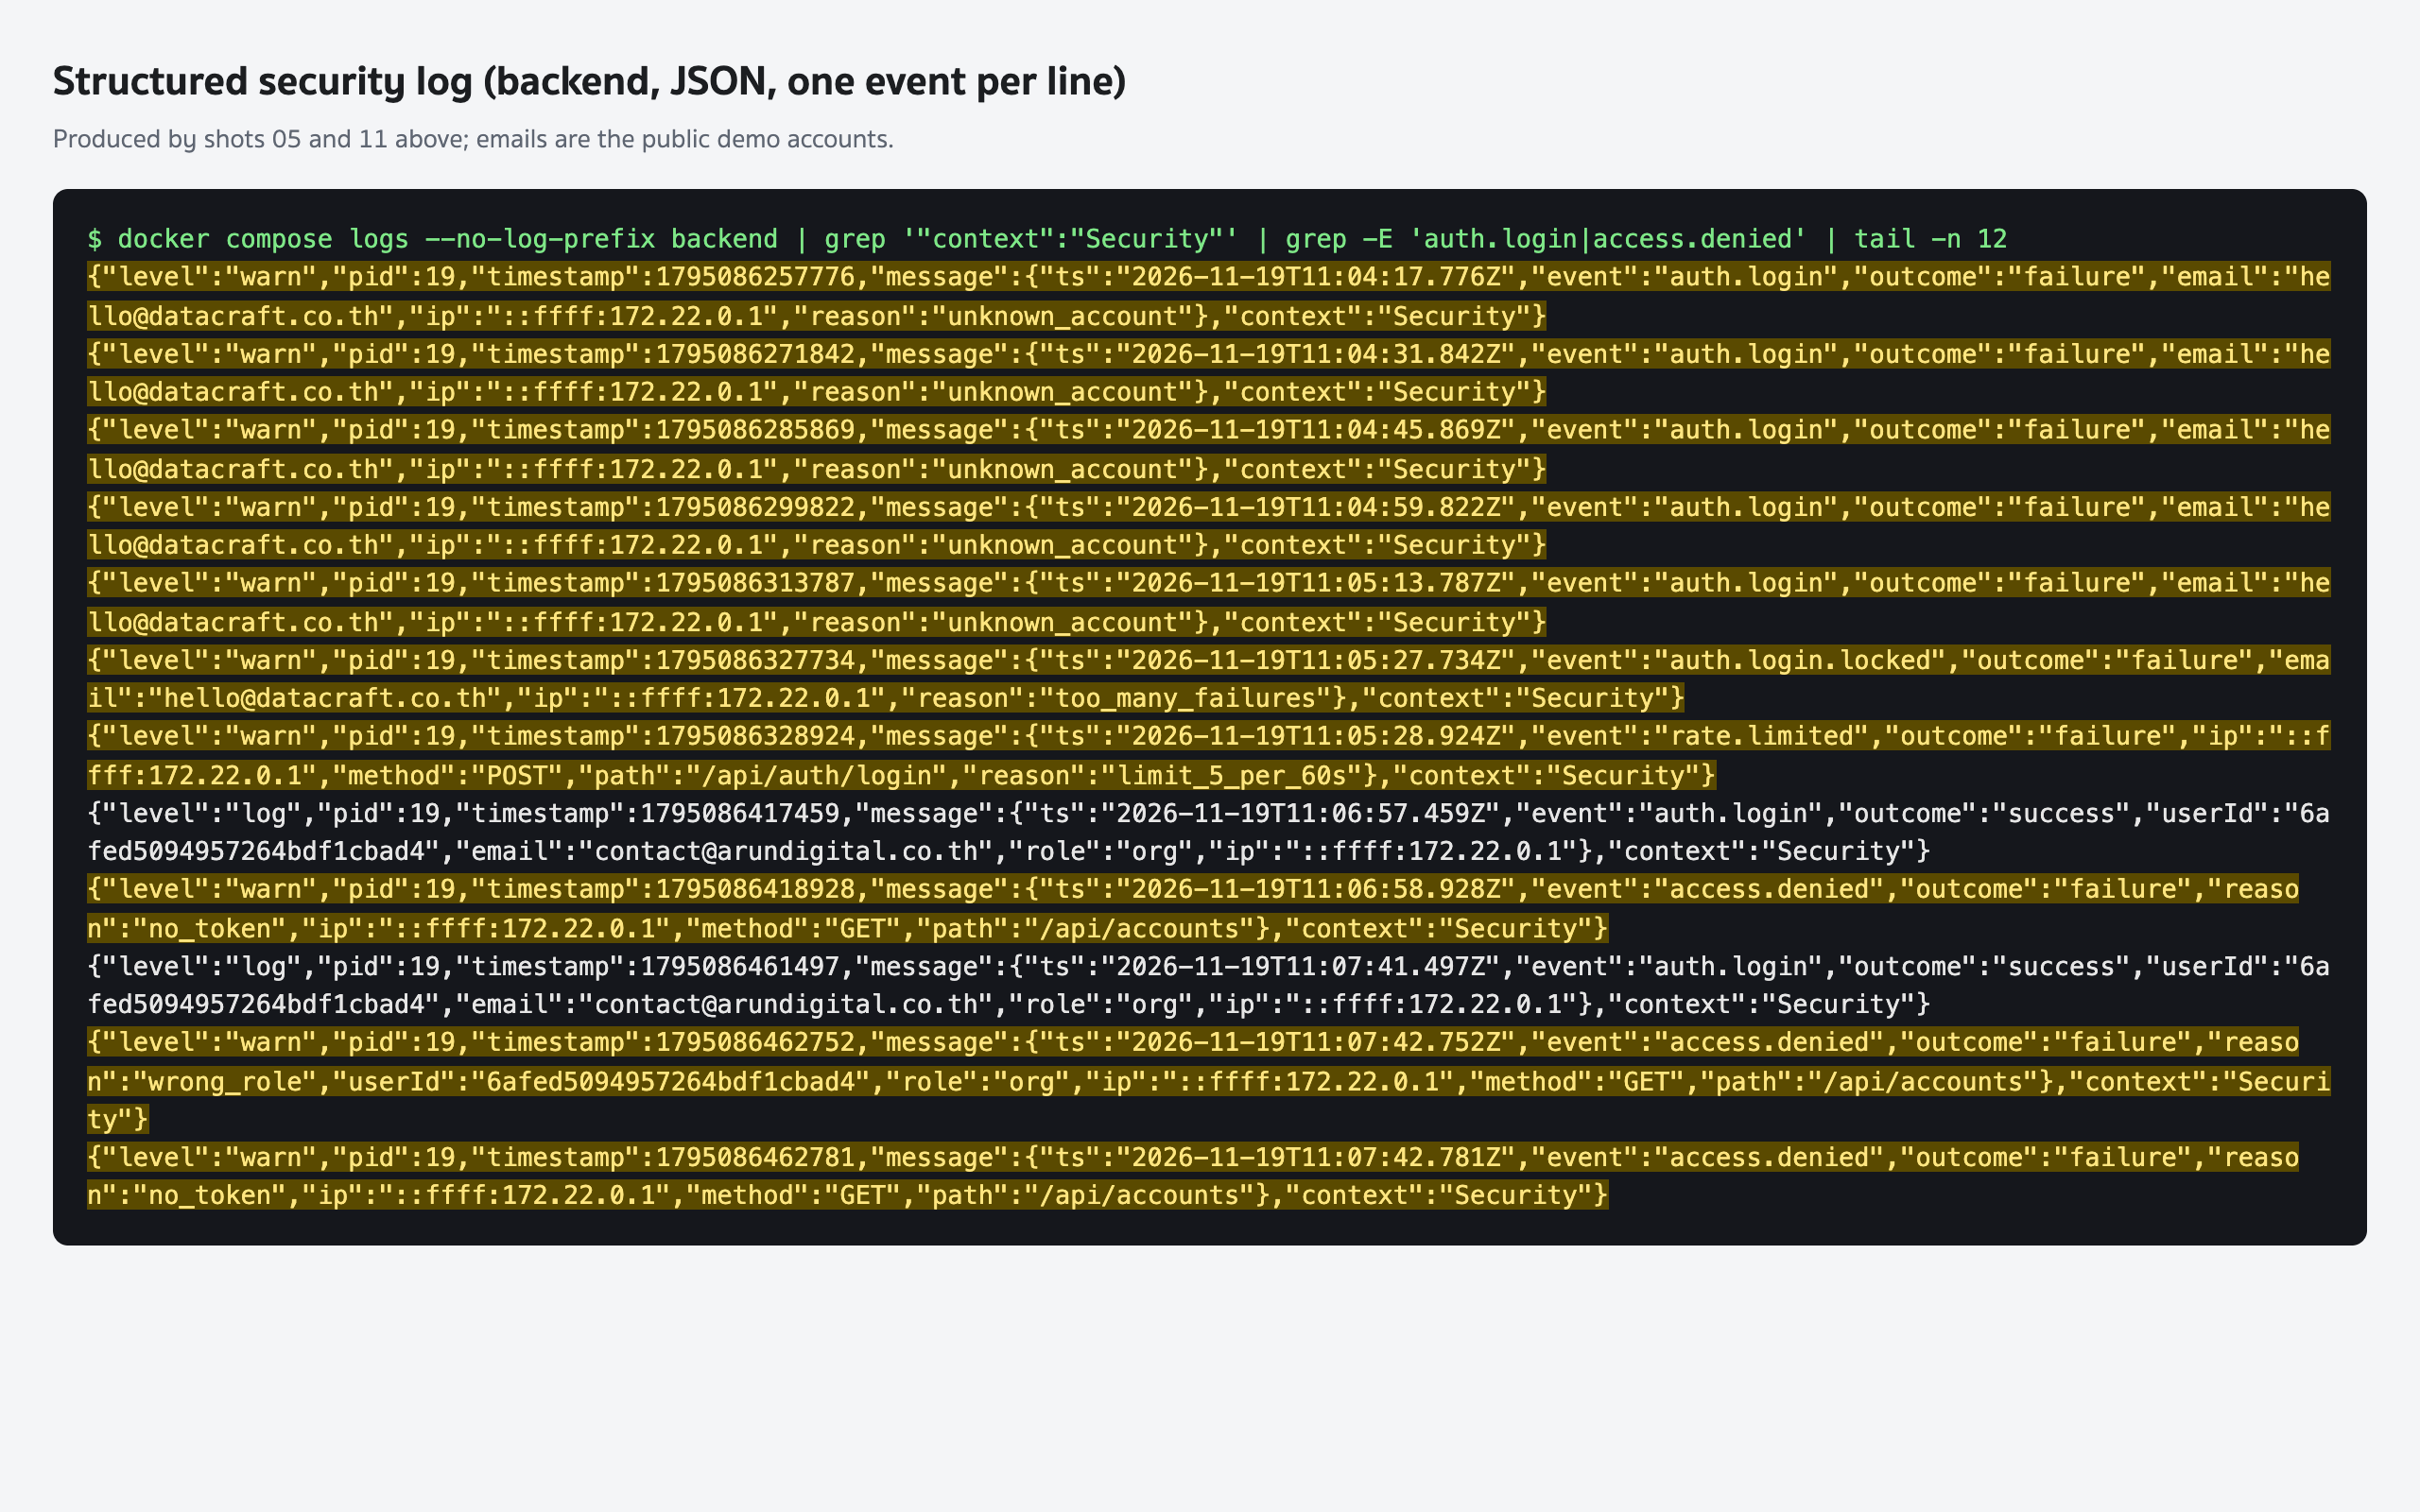 Structured security log (backend, JSON, one event per line)
Produced by shots 05 and 11 above; emails are the public demo accounts.
$ docker compose logs --no-log-prefix backend | grep '"context":"Security"' | grep -E 'auth.login|access.denied' | tail -n 12
{"level":"warn","pid":19,"timestamp":1795086257776,"message":{"ts":"2026-11-19T11:04:17.776Z","event":"auth.login","outcome":"failure","email":"he
llo@datacraft.co.th","ip":"::ffff:172.22.0.1","reason":"unknown_account"},"context":"Security"}
{"level":"warn","pid":19,"timestamp":1795086271842,"message":{"ts":"2026-11-19T11:04:31.842Z","event":"auth.login","outcome":"failure","email":"he
llo@datacraft.co.th","ip":"::ffff:172.22.0.1","reason":"unknown_account"},"context":"Security"}
{"level":"warn","pid":19,"timestamp":1795086285869,"message":{"ts":"2026-11-19T11:04:45.869Z","event":"auth.login","outcome":"failure","email":"he
llo@datacraft.co.th","ip":"::ffff:172.22.0.1","reason":"unknown_account"},"context":"Security"}
{"level":"warn","pid":19,"timestamp":1795086299822,"message":{"ts":"2026-11-19T11:04:59.822Z","event":"auth.login","outcome":"failure","email":"he
llo@datacraft.co.th","ip":"::ffff:172.22.0.1","reason":"unknown_account"},"context":"Security"}
{"level":"warn","pid":19,"timestamp":1795086313787,"message":{"ts":"2026-11-19T11:05:13.787Z","event":"auth.login","outcome":"failure","email":"he
llo@datacraft.co.th","ip":"::ffff:172.22.0.1","reason":"unknown_account"},"context":"Security"}
{"level":"warn","pid":19,"timestamp":1795086327734,"message":{"ts":"2026-11-19T11:05:27.734Z","event":"auth.login.locked","outcome":"failure","ema
il":"hello@datacraft.co.th","ip":"::ffff:172.22.0.1","reason":"too_many_failures"},"context":"Security"}
{"level":"warn","pid":19,"timestamp":1795086328924,"message":{"ts":"2026-11-19T11:05:28.924Z","event":"rate.limited","outcome":"failure","ip":"::f
fff:172.22.0.1","method":"POST","path":"/api/auth/login","reason":"limit_5_per_60s"},"context":"Security"}
{"level":"log","pid":19,"timestamp":1795086417459,"message":{"ts":"2026-11-19T11:06:57.459Z","event":"auth.login","outcome":"success","userId":"6a
fed5094957264bdf1cbad4","email":"contact@arundigital.co.th","role":"org","ip":"::ffff:172.22.0.1"},"context":"Security"}
{"level":"warn","pid":19,"timestamp":1795086418928,"message":{"ts":"2026-11-19T11:06:58.928Z","event":"access.denied","outcome":"failure","reaso
n":"no_token","ip":"::ffff:172.22.0.1","method":"GET","path":"/api/accounts"},"context":"Security"}
{"level":"log","pid":19,"timestamp":1795086461497,"message":{"ts":"2026-11-19T11:07:41.497Z","event":"auth.login","outcome":"success","userId":"6a
fed5094957264bdf1cbad4","email":"contact@arundigital.co.th","role":"org","ip":"::ffff:172.22.0.1"},"context":"Security"}
{"level":"warn","pid":19,"timestamp":1795086462752,"message":{"ts":"2026-11-19T11:07:42.752Z","event":"access.denied","outcome":"failure","reaso
n":"wrong_role","userId":"6afed5094957264bdf1cbad4","role":"org","ip":"::ffff:172.22.0.1","method":"GET","path":"/api/accounts"},"context":"Securi
ty"}
{"level":"warn","pid":19,"timestamp":1795086462781,"message":{"ts":"2026-11-19T11:07:42.781Z","event":"access.denied","outcome":"failure","reaso
n":"no_token","ip":"::ffff:172.22.0.1","method":"GET","path":"/api/accounts"},"context":"Security"}